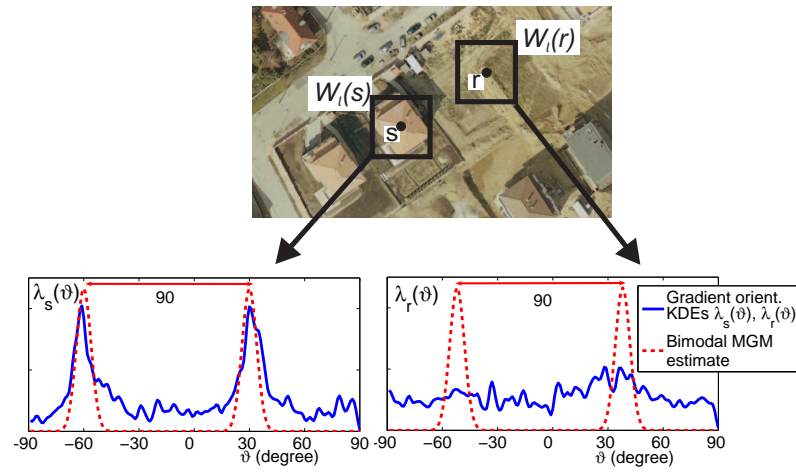 W_l(r)
r
W_l(s)
s
λ_s(ϑ)
90
-90 -60 -30 0 30 60 90
ϑ (degree)
λ_r(ϑ)
90
Gradient orient.
KDEs λ_s(ϑ), λ_r(ϑ)
Bimodal MGM
estimate
-90 -60 -30 0 30 60 90
ϑ (degree)